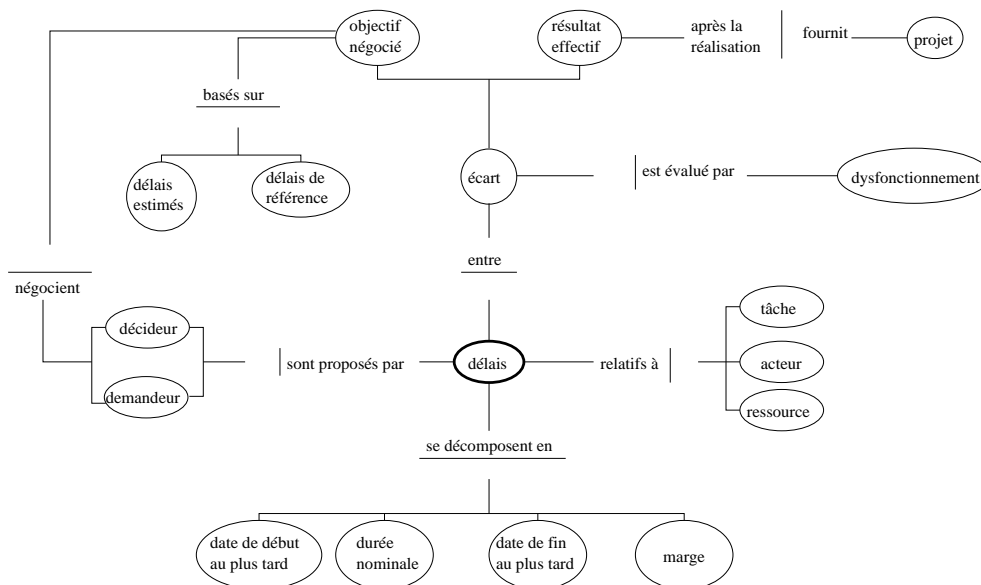 objectif
négocié
résultat
effectif
après la
réalisation
fournit
projet
basés sur
délais
estimés
délais de
référence
écart
est évalué par
dysfonctionnement
entre
négocient
décideur
demandeur
sont proposés par
délais
relatifs à
tâche
acteur
ressource
se décomposent en
date de début
au plus tard
durée
nominale
date de fin
au plus tard
marge